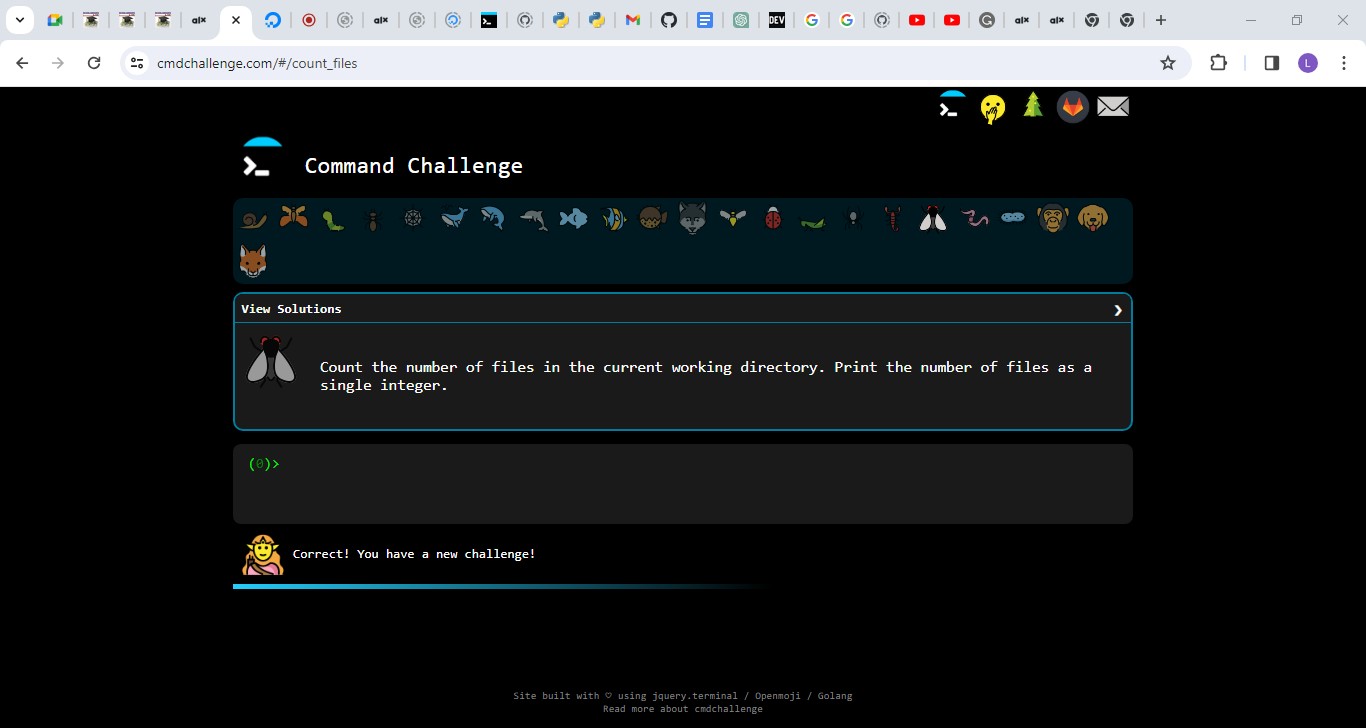 alx
alx
DEV
G
G
alx
alx
cmdchallenge.com/#/count_files
L
Command Challenge
View Solutions
Count the number of files in the current working directory. Print the number of files as a
single integer.
(0)>
Correct! You have a new challenge!
Site built with ♡ using jquery.terminal / Openmoji / Golang
Read more about cmdchallenge